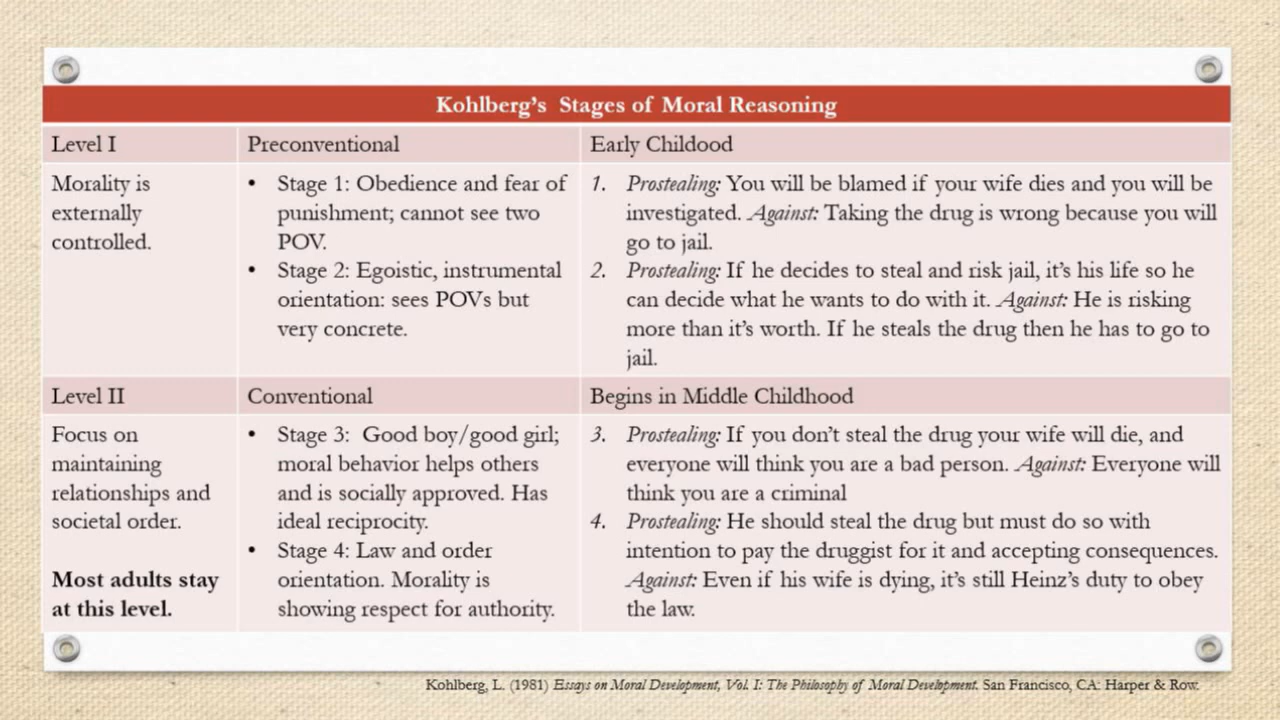 Kohlberg's Stages of Moral Reasoning
Level I
Preconventional
Early Childood
Morality is
externally
controlled.
• Stage 1: Obedience and fear of
punishment; cannot see two
POV.
• Stage 2: Egoistic, instrumental
orientation: sees POVs but
very concrete.
1. Prostealing: You will be blamed if your wife dies and you will be
investigated. Against: Taking the drug is wrong because you will
go to jail.
2. Prostealing: If he decides to steal and risk jail, it's his life so he
can decide what he wants to do with it. Against: He is risking
more than it's worth. If he steals the drug then he has to go to
jail.
Level II
Conventional
Begins in Middle Childhood
Focus on
maintaining
relationships and
societal order.
Most adults stay
at this level.
• Stage 3: Good boy/good girl;
moral behavior helps others
and is socially approved. Has
ideal reciprocity.
• Stage 4: Law and order
orientation. Morality is
showing respect for authority.
3. Prostealing: If you don't steal the drug your wife will die, and
everyone will think you are a bad person. Against: Everyone will
think you are a criminal
4. Prostealing: He should steal the drug but must do so with
intention to pay the druggist for it and accepting consequences.
Against: Even if his wife is dying, it's still Heinz's duty to obey
the law.
Kohlberg, L. (1981) Essays on Moral Development, Vol. I: The Philosophy of Moral Development. San Francisco, CA: Harper & Row.